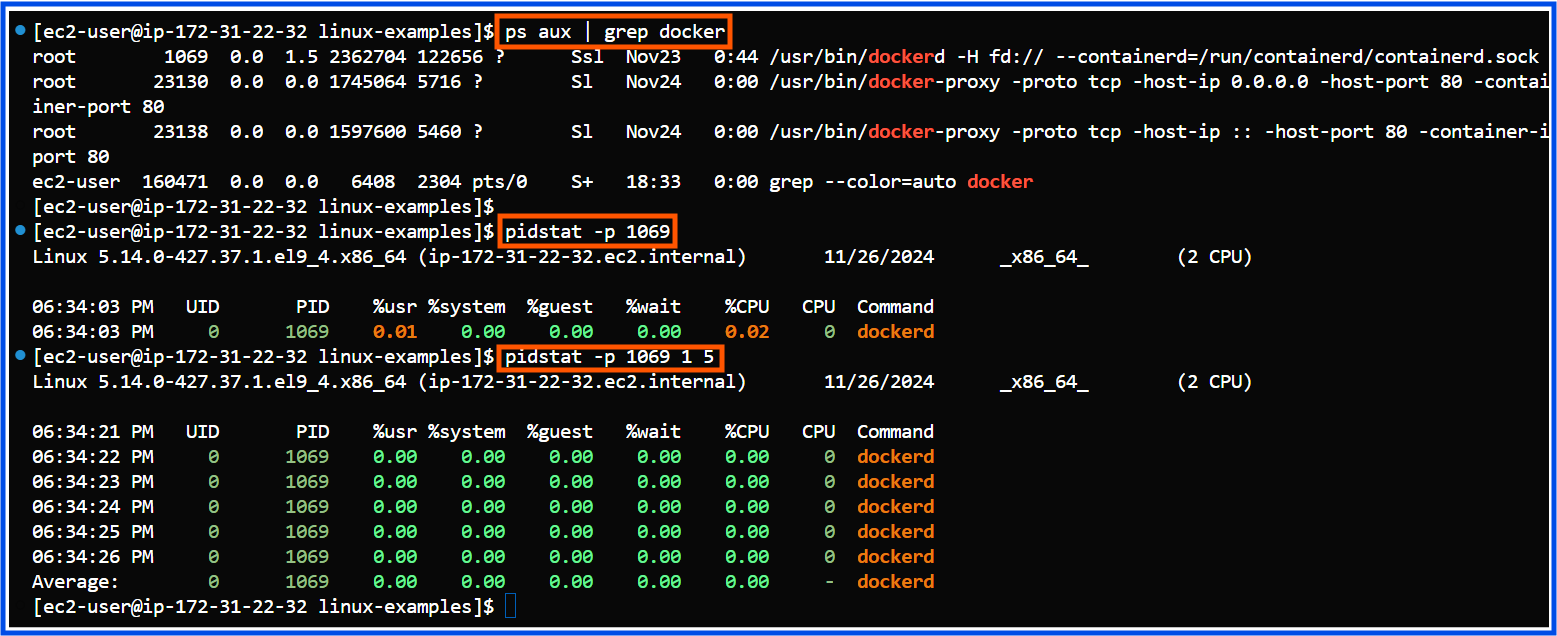 [ec2-user@ip-172-31-22-32 linux-examples]$ ps aux | grep docker
root        1069  0.0  1.5 2362704 122656 ?      Ssl  Nov23   0:44 /usr/bin/dockerd -H fd:// --containerd=/run/containerd/containerd.sock
root       23130  0.0  0.0 1745064 5716 ?        Sl   Nov24   0:00 /usr/bin/docker-proxy -proto tcp -host-ip 0.0.0.0 -host-port 80 -contai
iner-port 80
root       23138  0.0  0.0 1597600 5460 ?        Sl   Nov24   0:00 /usr/bin/docker-proxy -proto tcp -host-ip :: -host-port 80 -container-i
port 80
ec2-user  160471  0.0  0.0   6408  2304 pts/0    S+   18:33   0:00 grep --color=auto docker
[ec2-user@ip-172-31-22-32 linux-examples]$
[ec2-user@ip-172-31-22-32 linux-examples]$ pidstat -p 1069
Linux 5.14.0-427.37.1.el9_4.x86_64 (ip-172-31-22-32.ec2.internal)       11/26/2024      _x86_64_        (2 CPU)
06:34:03 PM   UID       PID    %usr %system  %guest   %wait    %CPU   CPU  Command
06:34:03 PM     0      1069    0.01    0.00    0.00    0.00    0.02     0  dockerd
[ec2-user@ip-172-31-22-32 linux-examples]$ pidstat -p 1069 1 5
Linux 5.14.0-427.37.1.el9_4.x86_64 (ip-172-31-22-32.ec2.internal)       11/26/2024      _x86_64_        (2 CPU)
06:34:21 PM   UID       PID    %usr %system  %guest   %wait    %CPU   CPU  Command
06:34:22 PM     0      1069    0.00    0.00    0.00    0.00    0.00     0  dockerd
06:34:23 PM     0      1069    0.00    0.00    0.00    0.00    0.00     0  dockerd
06:34:24 PM     0      1069    0.00    0.00    0.00    0.00    0.00     0  dockerd
06:34:25 PM     0      1069    0.00    0.00    0.00    0.00    0.00     0  dockerd
06:34:26 PM     0      1069    0.00    0.00    0.00    0.00    0.00     0  dockerd
Average:        0      1069    0.00    0.00    0.00    0.00    0.00     -  dockerd
[ec2-user@ip-172-31-22-32 linux-examples]$